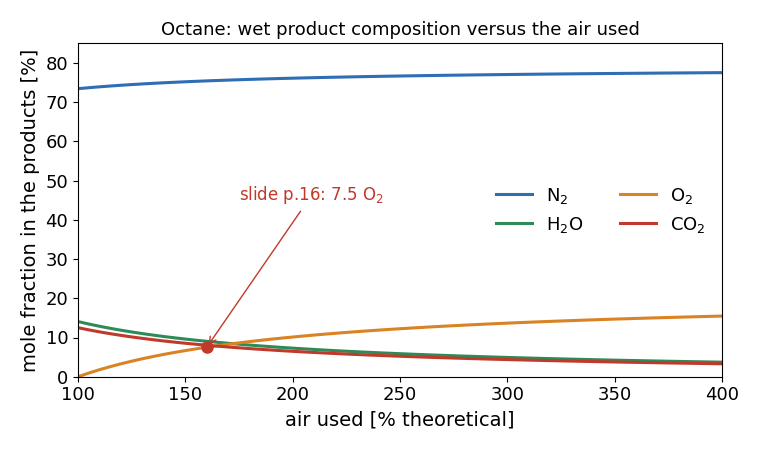 Octane: wet product composition versus the air used
mole fraction in the products [%]
80
70
60
50
40
30
20
10
0
slide p.16: 7.5 O₂
N₂
H₂O
O₂
CO₂
100
150
200
250
300
350
400
air used [% theoretical]